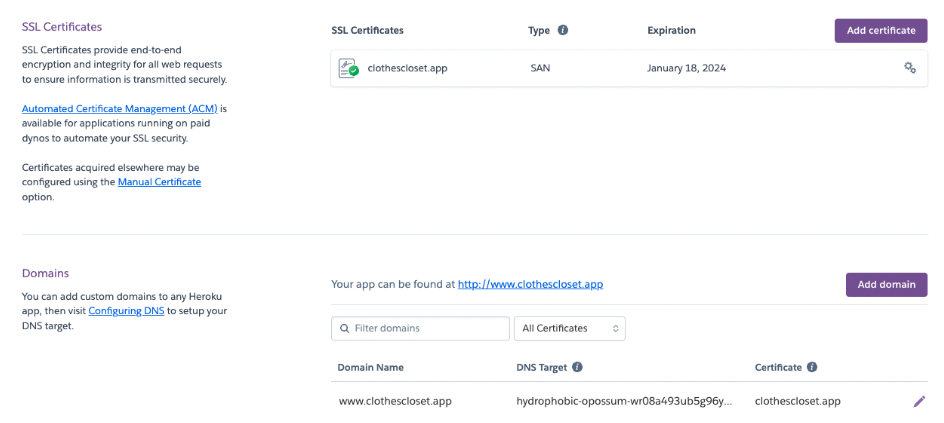 SSL Certificates
SSL Certificates provide end-to-end
encryption and integrity for all web requests
to ensure information is transmitted securely.
Automated Certificate Management (ACM) is
available for applications running on paid
dynos to automate your SSL security.
Certificates acquired elsewhere may be
configured using the Manual Certificate
option.
SSL Certificates Type i Expiration Add certificate
clothescloset.app SAN January 18, 2024
Domains
You can add custom domains to any Heroku
app, then visit Configuring DNS to setup your
DNS target.
Your app can be found at http://www.clothescloset.app Add domain
Filter domains All Certificates
Domain Name DNS Target i Certificate i
www.clothescloset.app hydrophobic-opossum-wr08a493ub5g96y... clothescloset.app